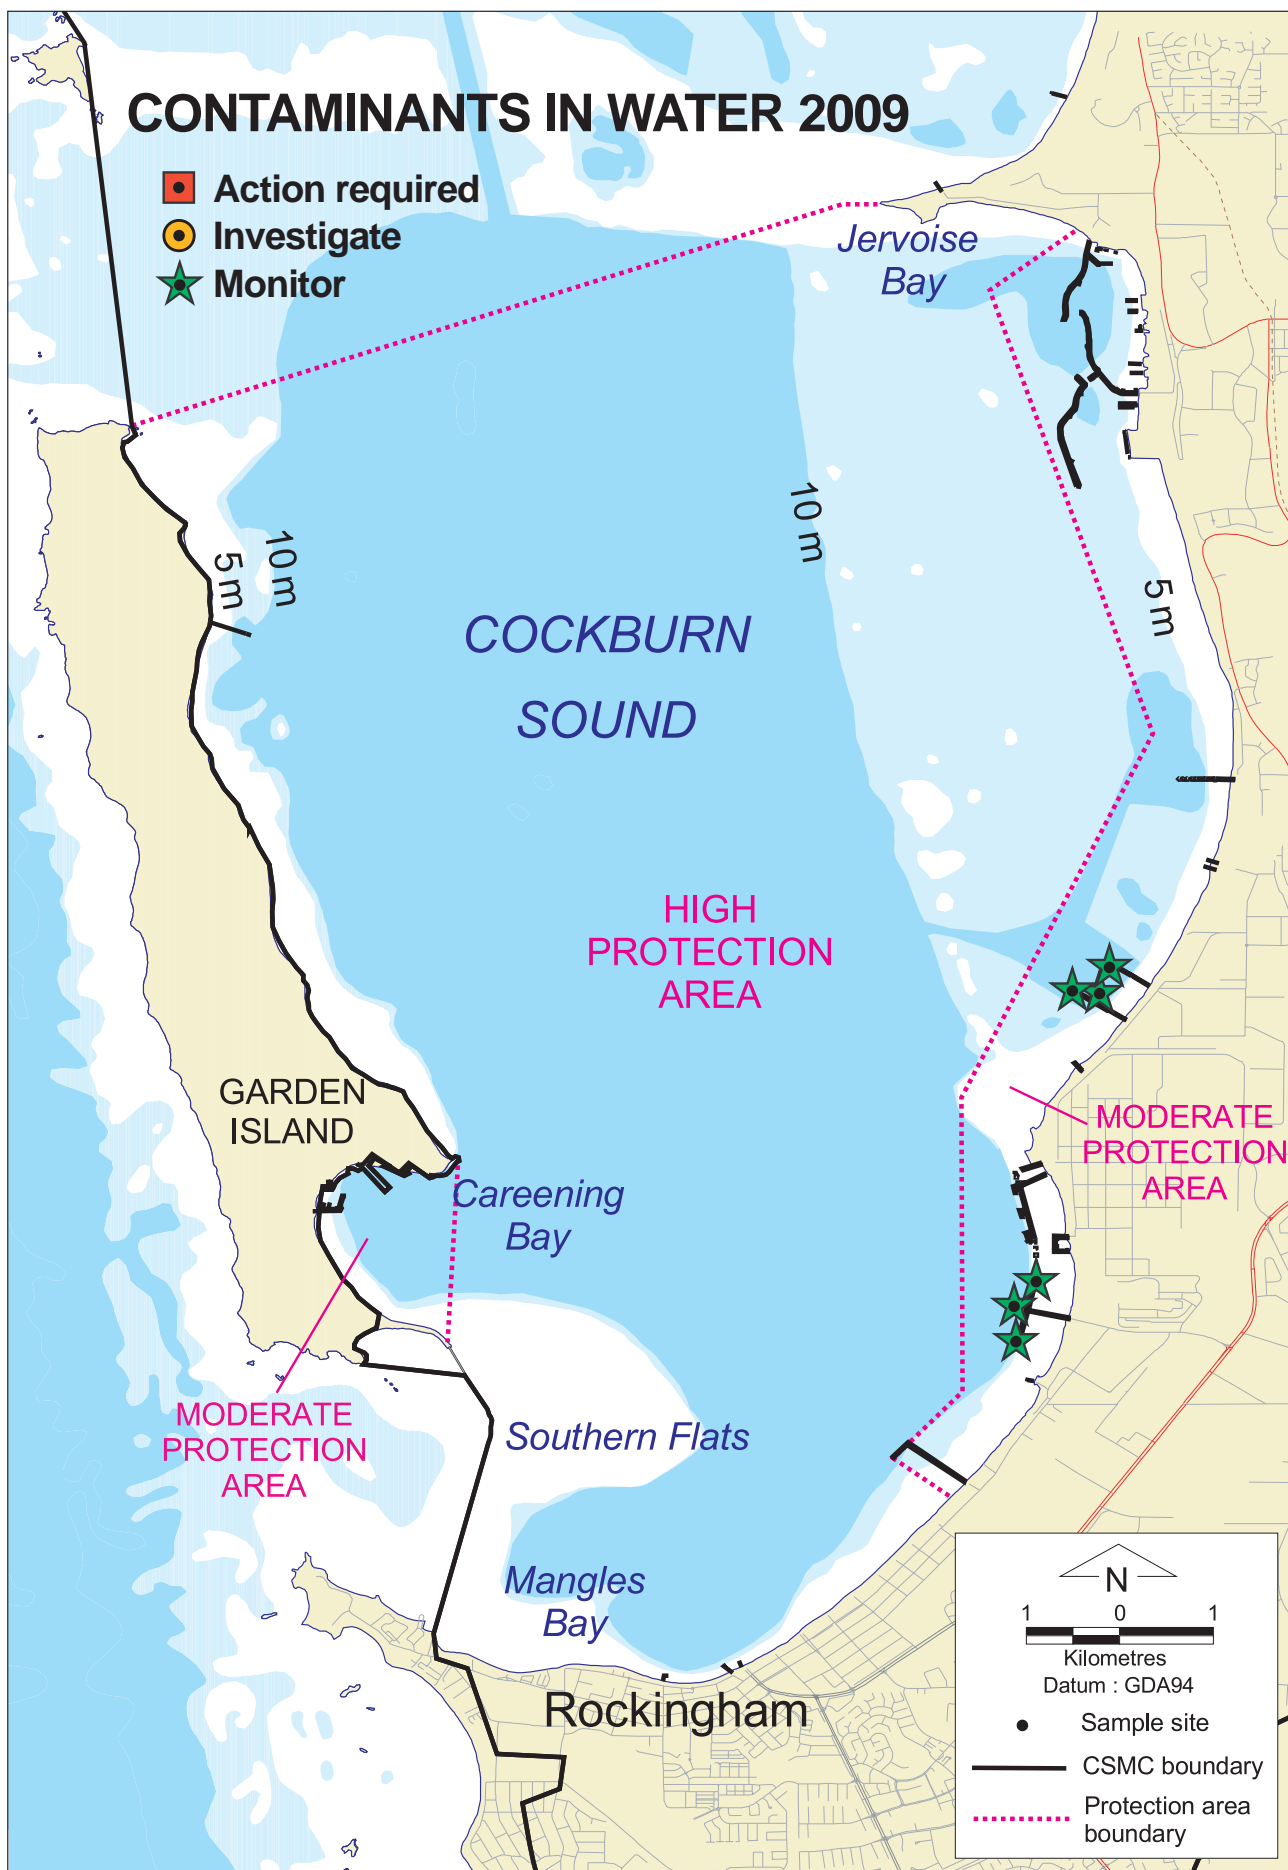 CONTAMINANTS IN WATER 2009
Action required
Investigate
Monitor
Jervoise
Bay
10 m
5 m
10 m
5 m
COCKBURN
SOUND
HIGH
PROTECTION
AREA
GARDEN
ISLAND
MODERATE
PROTECTION
AREA
Careening
Bay
MODERATE
PROTECTION
AREA
Southern Flats
Mangles
Bay
Rockingham
N
1 0 1
Kilometres
Datum : GDA94
Sample site
CSMC boundary
Protection area
boundary